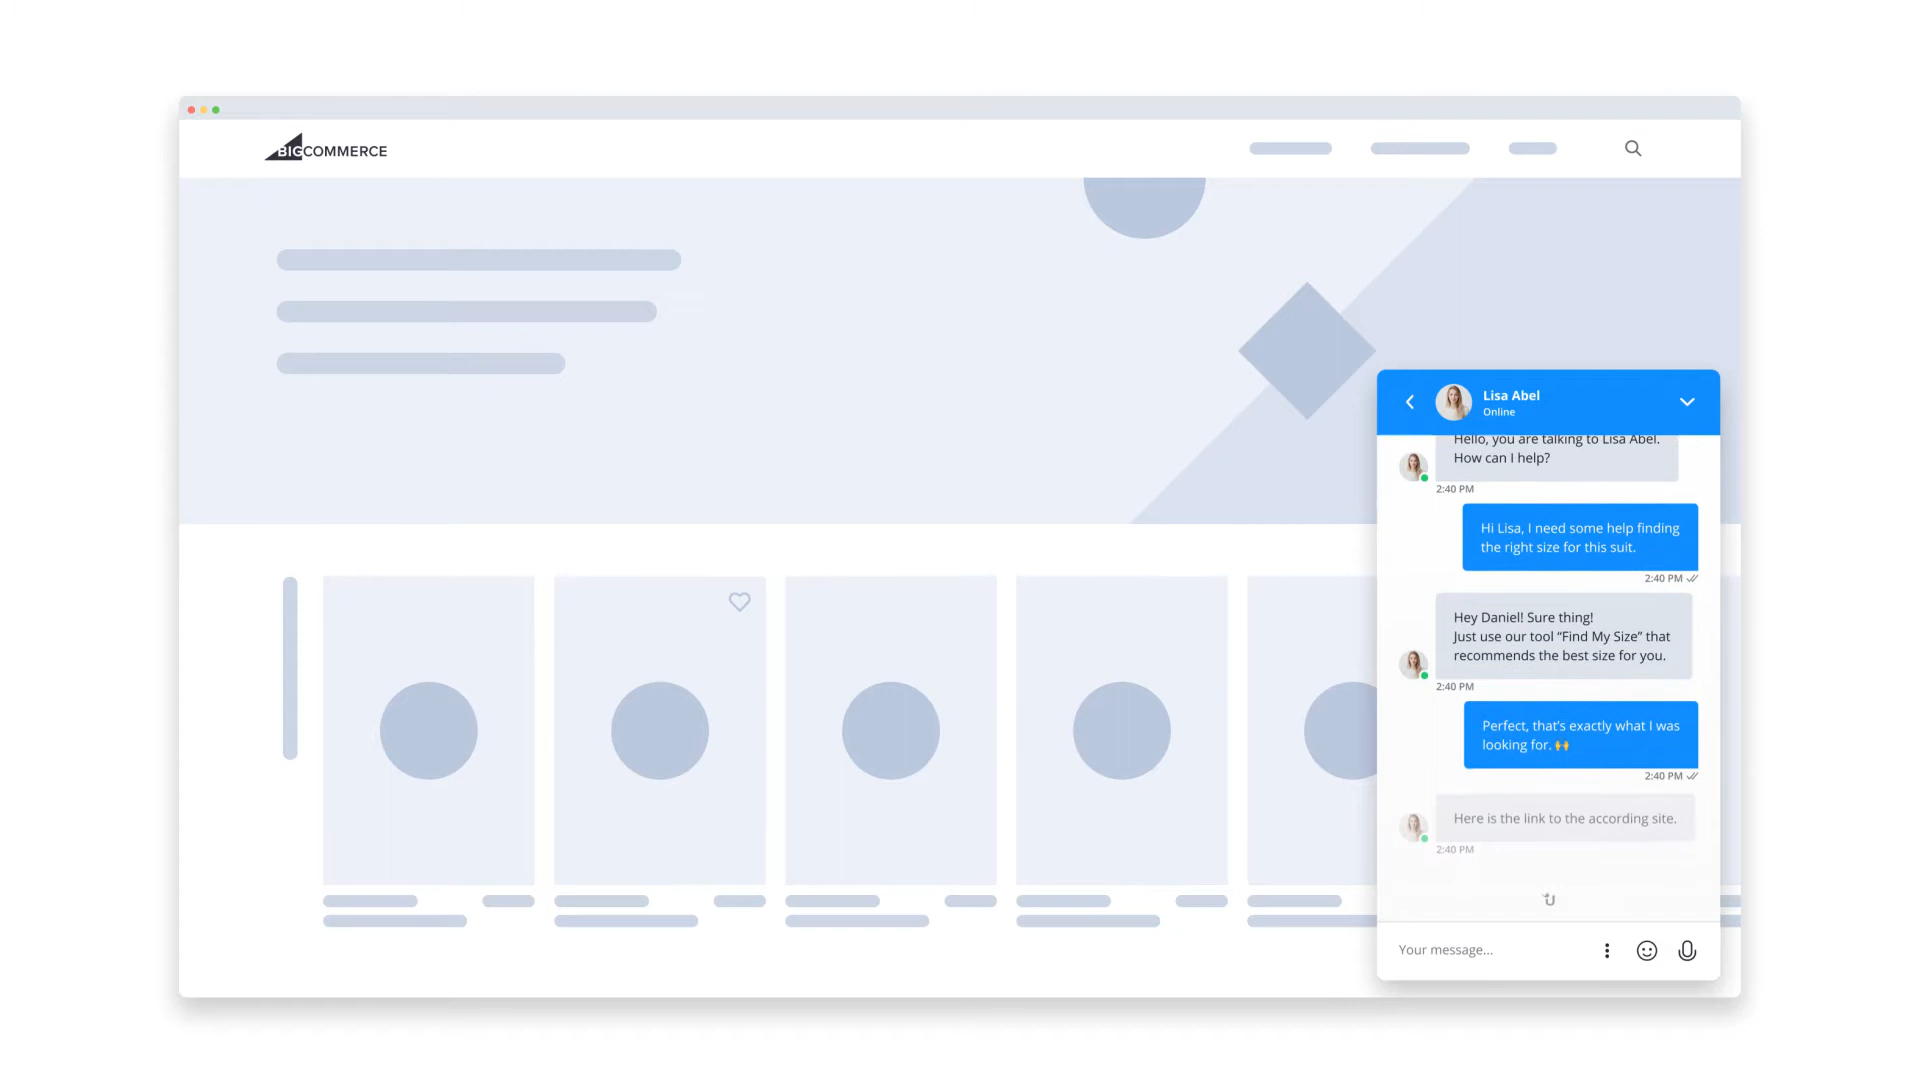 BIGCOMMERCE
Lisa Abel
Online
Hello, you are talking to Lisa Abel.
How can I help?
2:40 PM
Hi Lisa, I need some help finding
the right size for this suit.
2:40 PM
Hey Daniel! Sure thing!
Just use our tool “Find My Size” that
recommends the best size for you.
2:40 PM
Perfect, that’s exactly what I was
looking for. 🙌
2:40 PM
Here is the link to the according site.
2:40 PM
Your message...